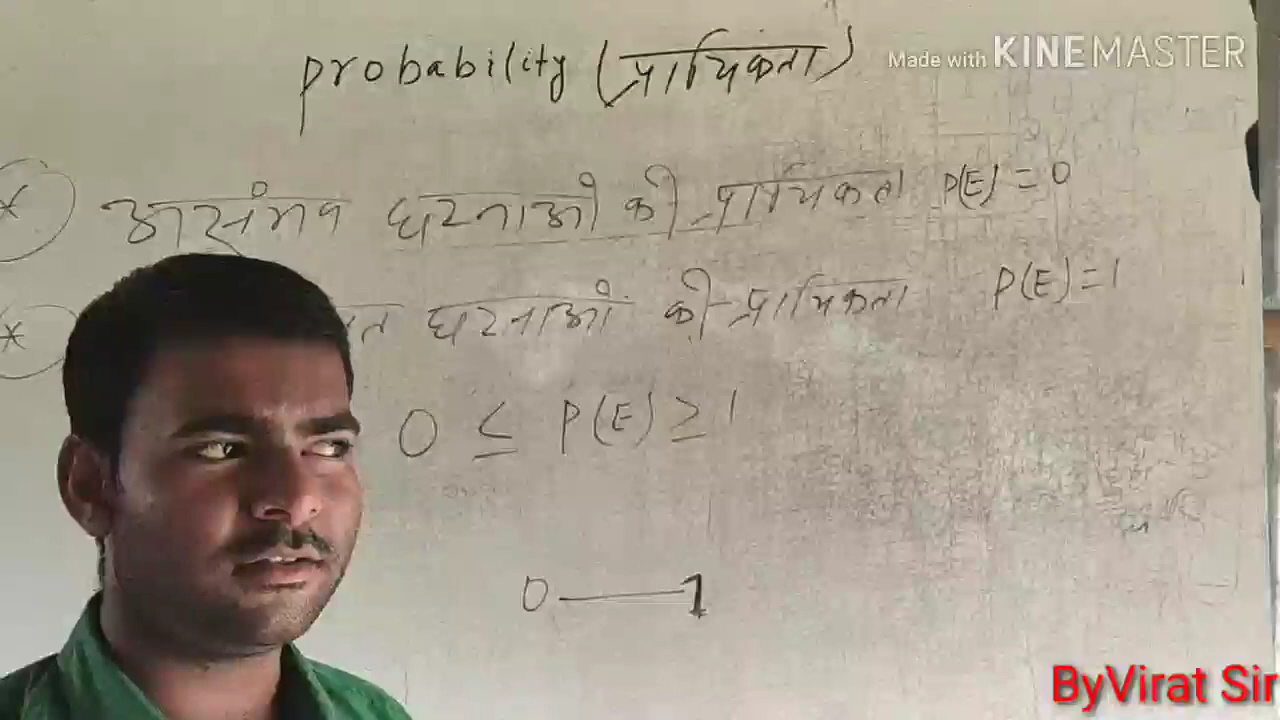 probability (प्रायिकता)
Made with KINEMASTER
* असंभव घटनाओं की प्रायिकता P(E) = 0
* त घटनाओं की प्रायिकता P(E) = 1
0 ≤ P(E) ≥ 1
0 — 1
ByVirat Sir